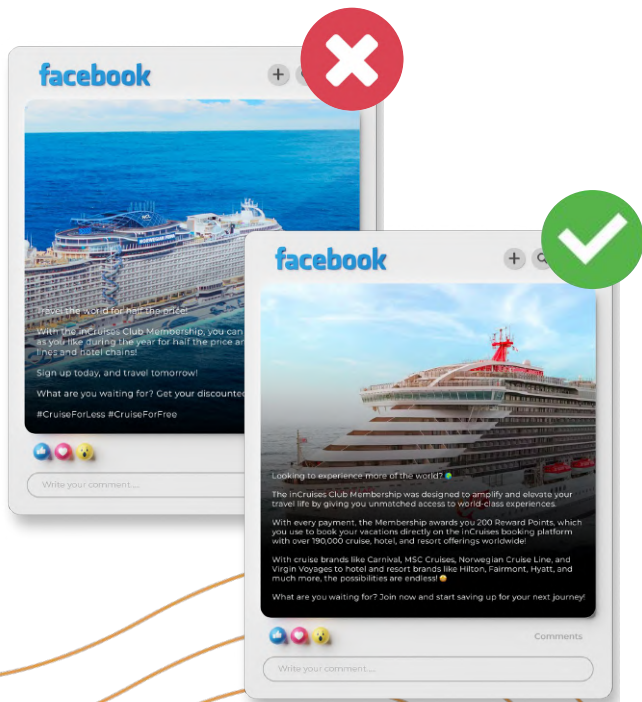 facebook
Travel the world for half the price!
With the inCruises Club Membership, you can
as you like during the year for half the price
lines and hotel chains!
Sign up today, and travel tomorrow!
What are you waiting for? Get your discounted
#CruiseForLess #CruiseForFree
Write your comment....
facebook
Looking to experience more of the world?
The inCruises Club Membership was designed to amplify and elevate your
travel life by giving you unmatched access to world-class experiences.
With every payment, the Membership awards you 200 Reward Points, which
you use to book your vacations directly on the inCruises booking platform
with over 190,000 cruise, hotel, and resort offerings worldwide!
With cruise brands like Carnival, MSC Cruises, Norwegian Cruise Line, and
Virgin Voyages to hotel and resort brands like Hilton, Fairmont, Hyatt, and
much more, the possibilities are endless!
What are you waiting for? Join now and start saving up for your next journey!
Comments
Write your comment....